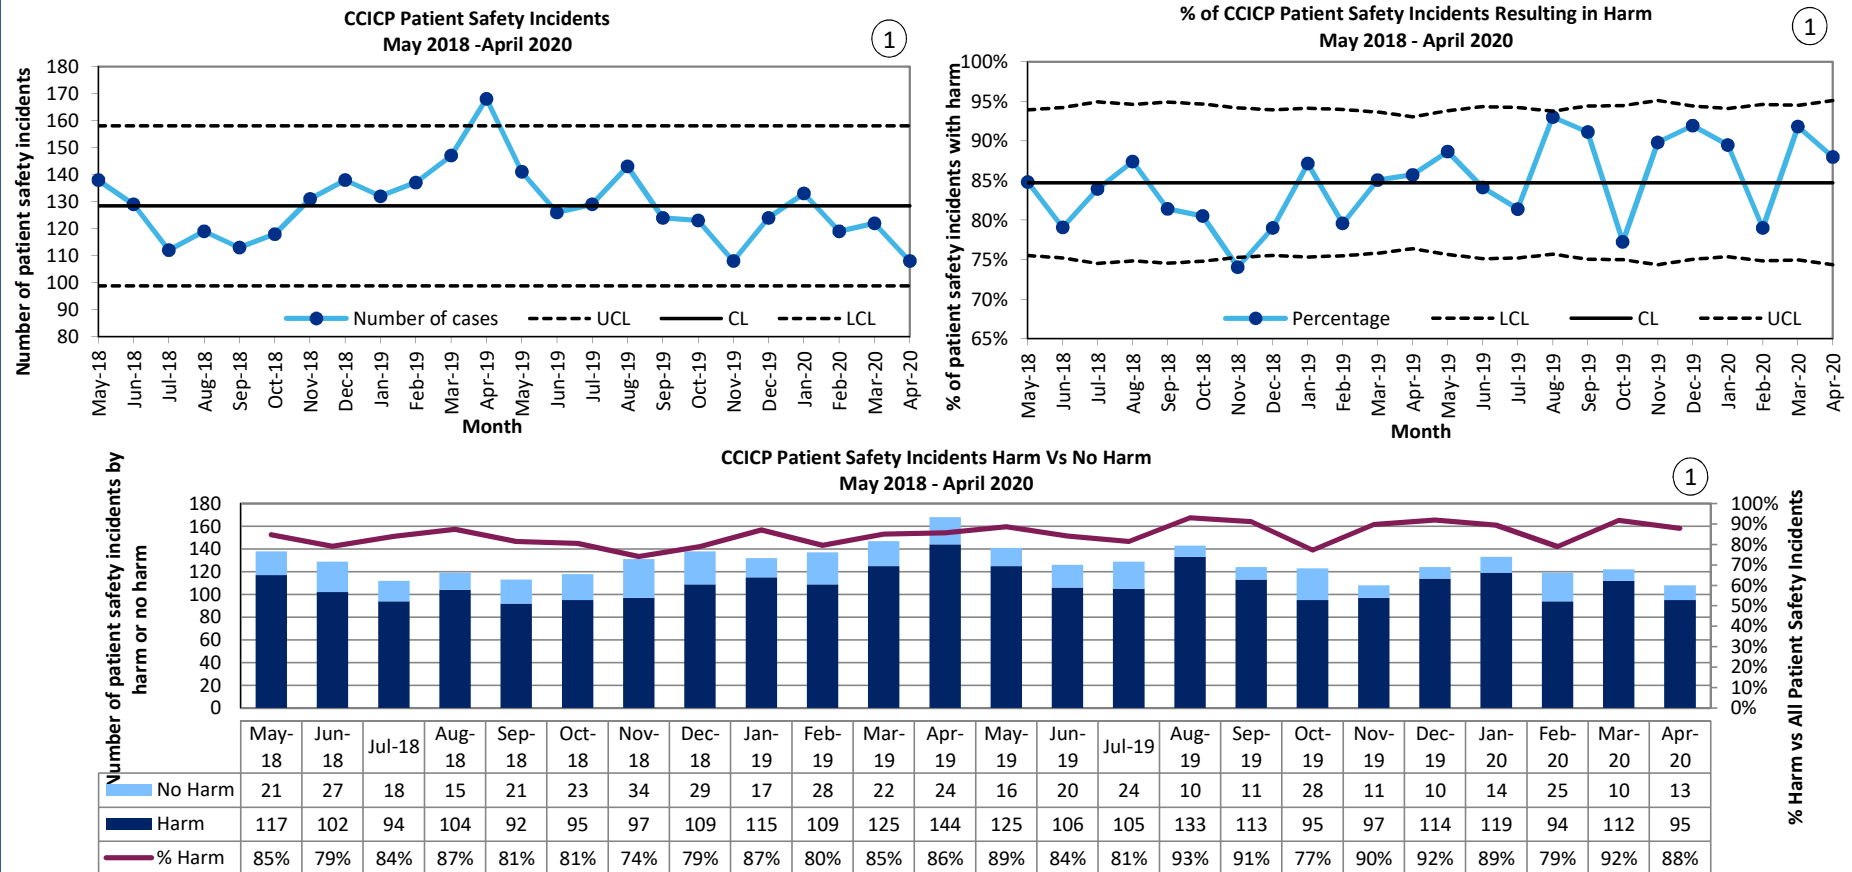 CCICP Patient Safety Incidents
May 2018 -April 2020
1
Number of patient safety incidents
180
170
160
150
140
130
120
110
100
90
80
Number of cases UCL CL LCL
May-18 Jun-18 Jul-18 Aug-18 Sep-18 Oct-18 Nov-18 Dec-18 Jan-19 Feb-19 Mar-19 Apr-19 May-19 Jun-19 Jul-19 Aug-19 Sep-19 Oct-19 Nov-19 Dec-19 Jan-20 Feb-20 Mar-20 Apr-20
Month
% of CCICP Patient Safety Incidents Resulting in Harm
May 2018 - April 2020
1
% of patient safety incidents with harm
100%
95%
90%
85%
80%
75%
70%
65%
Percentage LCL CL UCL
May-18 Jun-18 Jul-18 Aug-18 Sep-18 Oct-18 Nov-18 Dec-18 Jan-19 Feb-19 Mar-19 Apr-19 May-19 Jun-19 Jul-19 Aug-19 Sep-19 Oct-19 Nov-19 Dec-19 Jan-20 Feb-20 Mar-20 Apr-20
Month
CCICP Patient Safety Incidents Harm Vs No Harm
May 2018 - April 2020
1
Number of patient safety incidents by
harm or no harm
180
160
140
120
100
80
60
40
20
0
100%
90%
80%
70%
60%
50%
40%
30%
20%
10%
0%
% Harm vs All Patient Safety Incidents
May-18 Jun-18 Jul-18 Aug-18 Sep-18 Oct-18 Nov-18 Dec-18 Jan-19 Feb-19 Mar-19 Apr-19 May-19 Jun-19 Jul-19 Aug-19 Sep-19 Oct-19 Nov-19 Dec-19 Jan-20 Feb-20 Mar-20 Apr-20
No Harm 21 27 18 15 21 23 34 29 17 28 22 24 16 20 24 10 11 28 11 10 14 25 10 13
Harm 117 102 94 104 92 95 97 109 115 109 125 144 125 106 105 133 113 95 97 114 119 94 112 95
% Harm 85% 79% 84% 87% 81% 81% 74% 79% 87% 80% 85% 86% 89% 84% 81% 93% 91% 77% 90% 92% 89% 79% 92% 88%